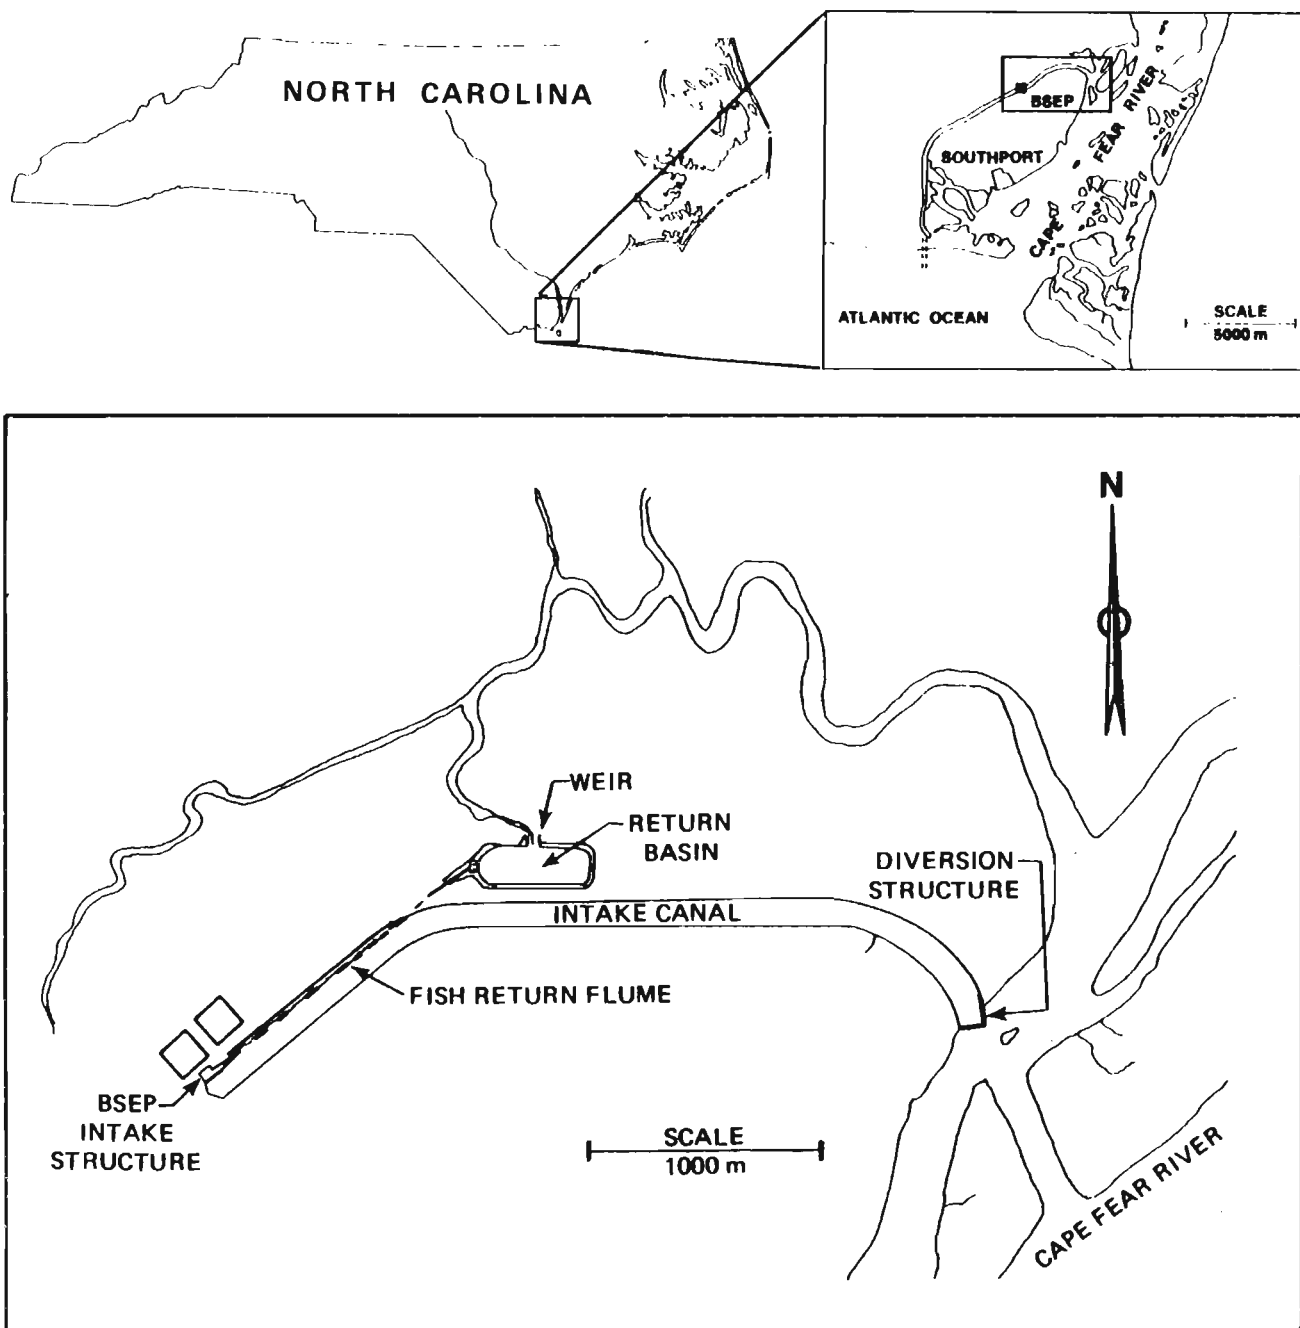 NORTH CAROLINA
BSEP
SOUTHPORT
CAPE FEAR RIVER
ATLANTIC OCEAN
SCALE
5000 m
N
WEIR
RETURN
BASIN
DIVERSION
STRUCTURE
INTAKE CANAL
FISH RETURN FLUME
BSEP
INTAKE
STRUCTURE
SCALE
1000 m
CAPE FEAR RIVER